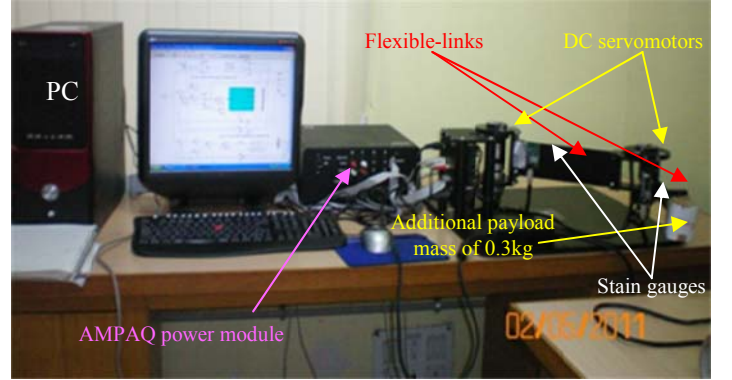 Flexible-links
DC servomotors
PC
Additional payload
mass of 0.3kg
Stain gauges
AMPAQ power module
02/05/2011